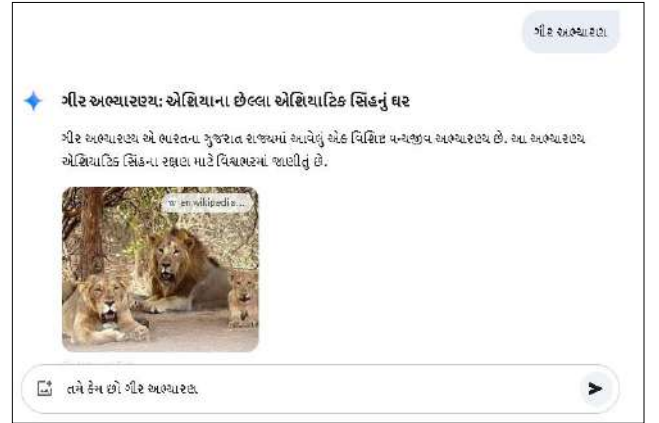 ગીર અભ્યારણ
ગીર અભ્યારણ્ય: એશિયાના છેલ્લા એશિયાટિક સિંહનું ઘર
ગીર અભ્યારણ્ય એ ભારતના ગુજરાત રાજ્યમાં આવેલું એક વિશિષ્ટ વન્યજીવ અભ્યારણ્ય છે. આ અભ્યારણ્ય
એશિયાટિક સિંહના રક્ષણ માટે વિશ્વભરમાં જાણીતું છે.
w en.wikipedia...
તમે કેમ છો ગીર અભ્યારણ